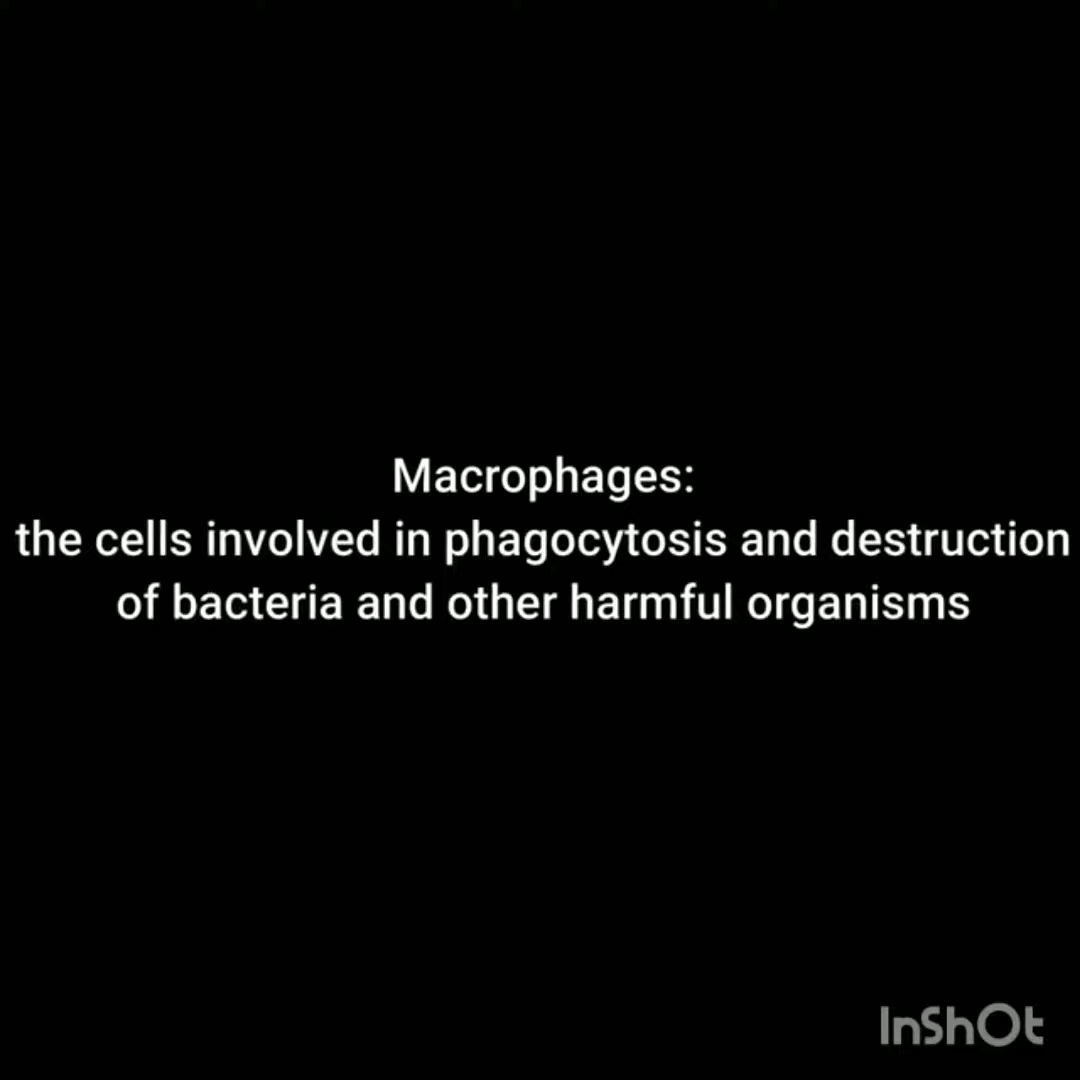 Macrophages:
the cells involved in phagocytosis and destruction
of bacteria and other harmful organisms
InShOt